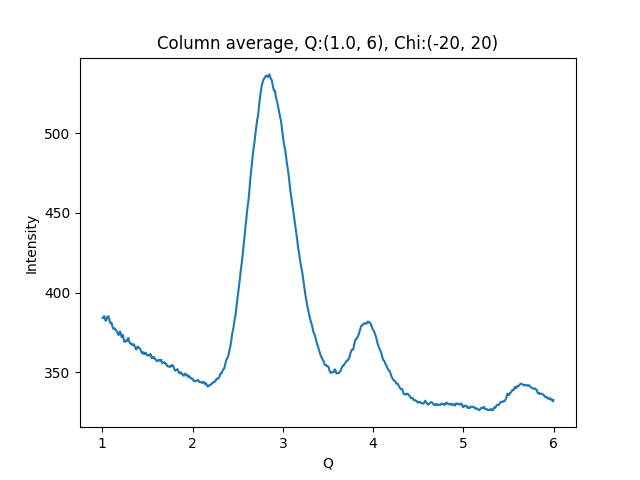 Column average, Q:(1.0, 6), Chi:(-20, 20)
500
450
400
350
Intensity
1 2 3 4 5 6
Q